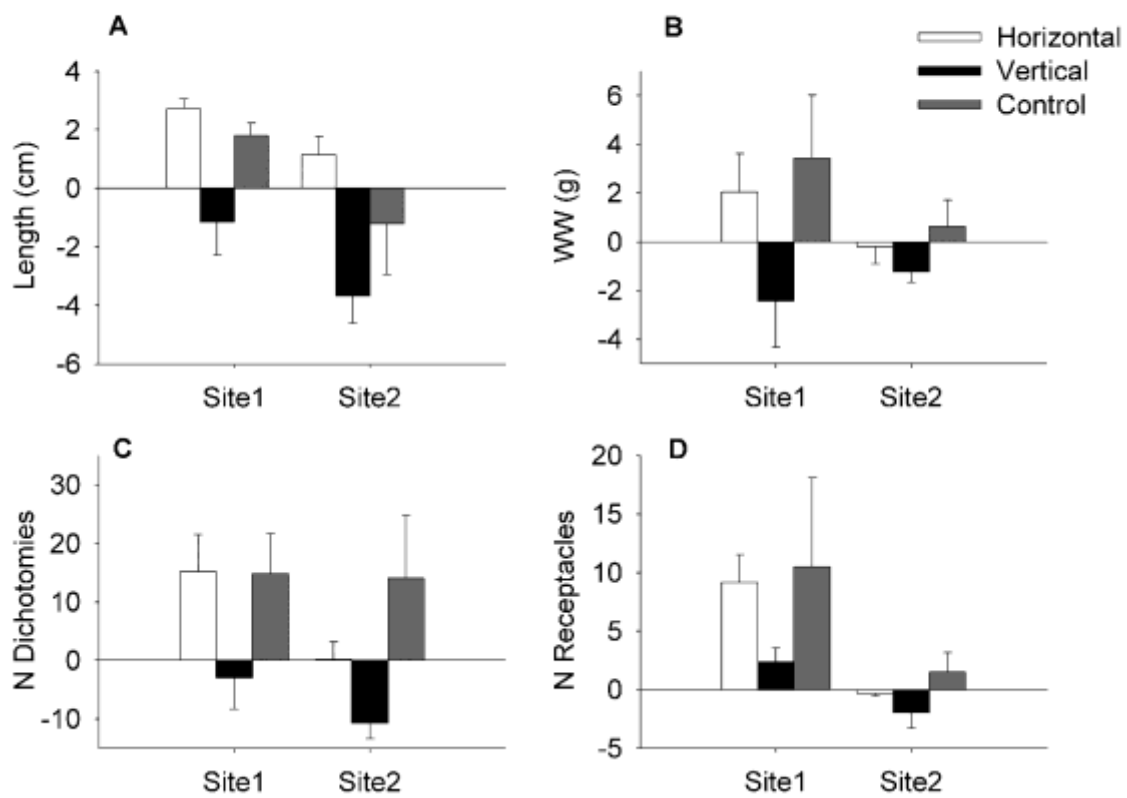 A
B
Horizontal
Vertical
Control
Length (cm)
4
2
0
-2
-4
-6
Site1
Site2
WW (g)
6
4
2
0
-2
-4
Site1
Site2
C
N Dichotomies
30
20
10
0
-10
Site1
Site2
D
N Receptacles
20
15
10
5
0
-5
Site1
Site2